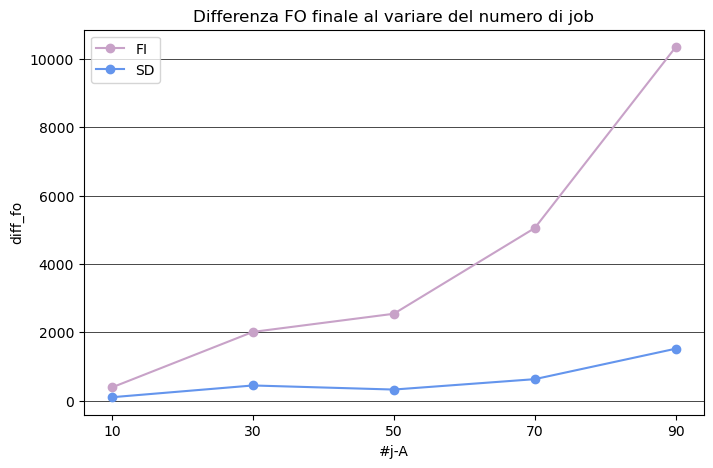 Differenza FO finale al variare del numero di job
FI
SD
10000
8000
6000
4000
2000
0
diff_fo
10 30 50 70 90
#j-A